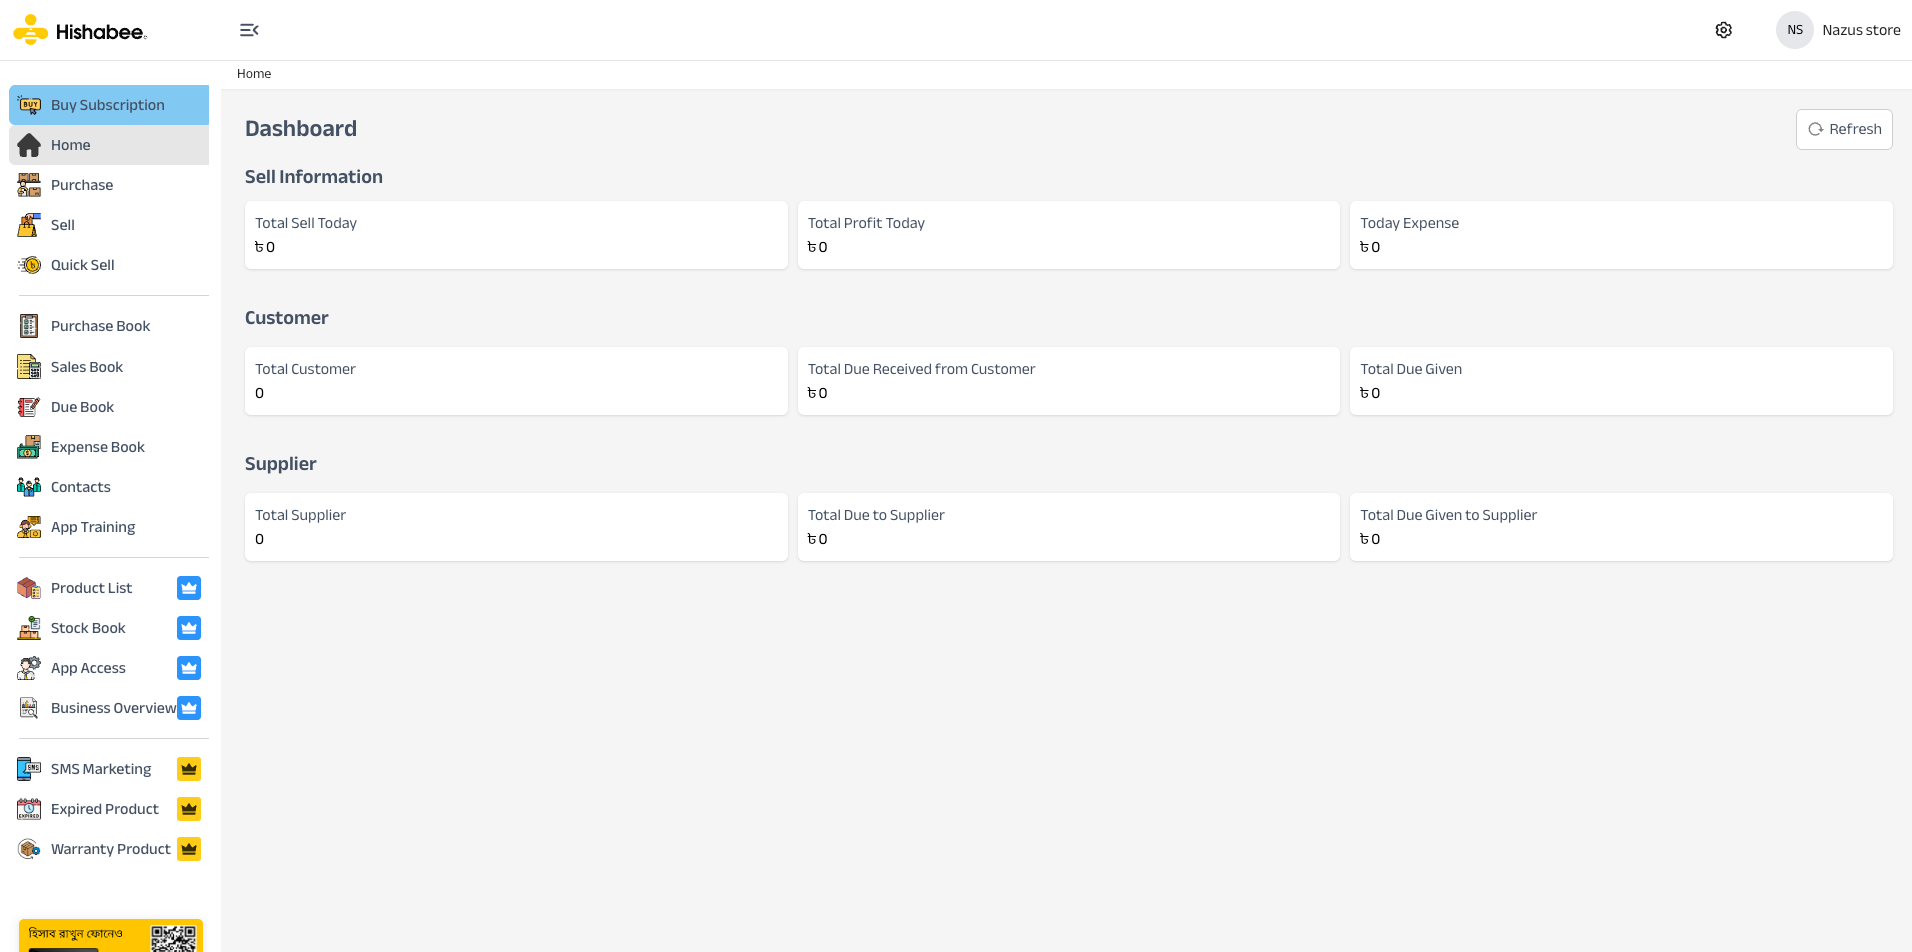 Hishabee
NS
Nazus store
Home
Buy Subscription
Home
Purchase
Sell
Quick Sell
Purchase Book
Sales Book
Due Book
Expense Book
Contacts
App Training
Product List
Stock Book
App Access
Business Overview
SMS Marketing
Expired Product
Warranty Product
হিসাব রাখুন ফোনেও
Dashboard
Refresh
Sell Information
Total Sell Today
৳ 0
Total Profit Today
৳ 0
Today Expense
৳ 0
Customer
Total Customer
0
Total Due Received from Customer
৳ 0
Total Due Given
৳ 0
Supplier
Total Supplier
0
Total Due to Supplier
৳ 0
Total Due Given to Supplier
৳ 0